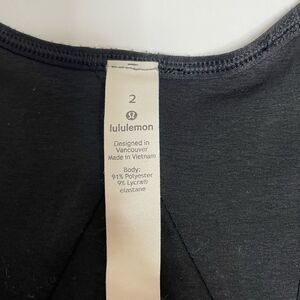 2
lululemon
Designed in
Vancouver
Made in Vietnam
Body:
91% Polyester
9% Lycra®
elastane